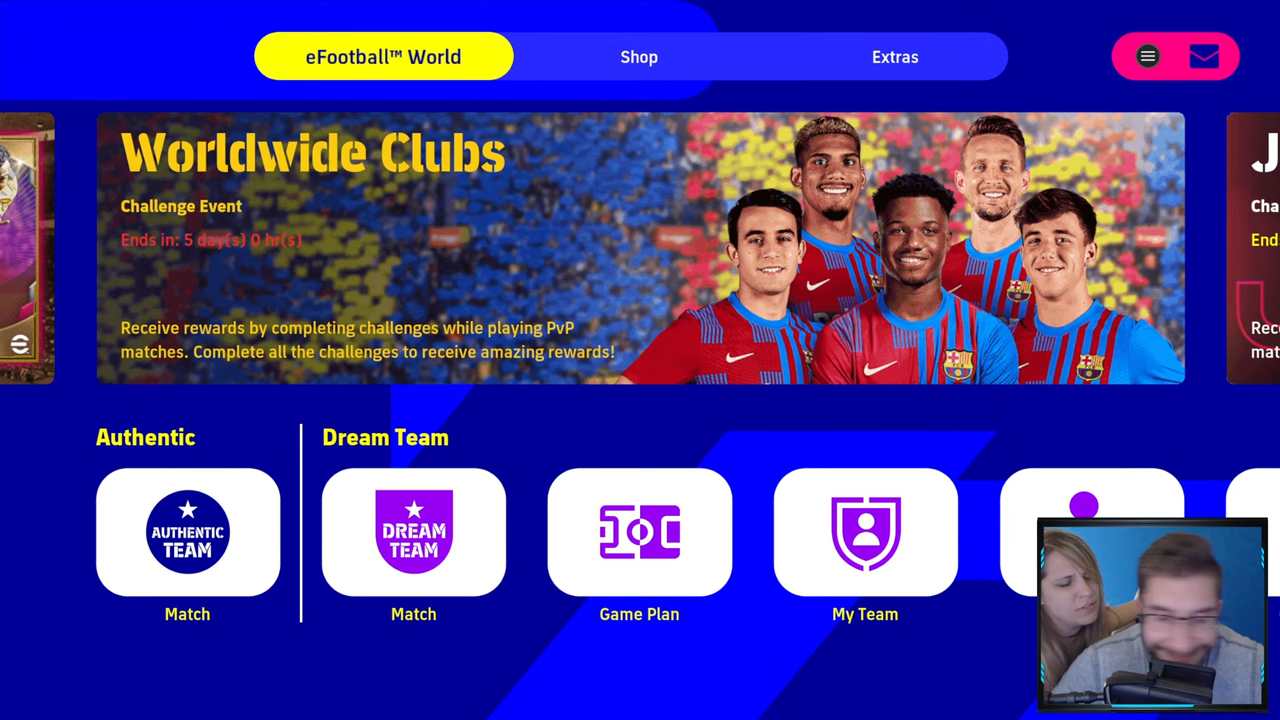 eFootball™ World
Shop
Extras
Worldwide Clubs
Challenge Event
Ends in: 5 day(s) 0 hr(s)
Receive rewards by completing challenges while playing PvP
matches. Complete all the challenges to receive amazing rewards!
J
Cha
End
Rec
mat
Authentic
Dream Team
AUTHENTIC
TEAM
DREAM
TEAM
Match
Match
Game Plan
My Team